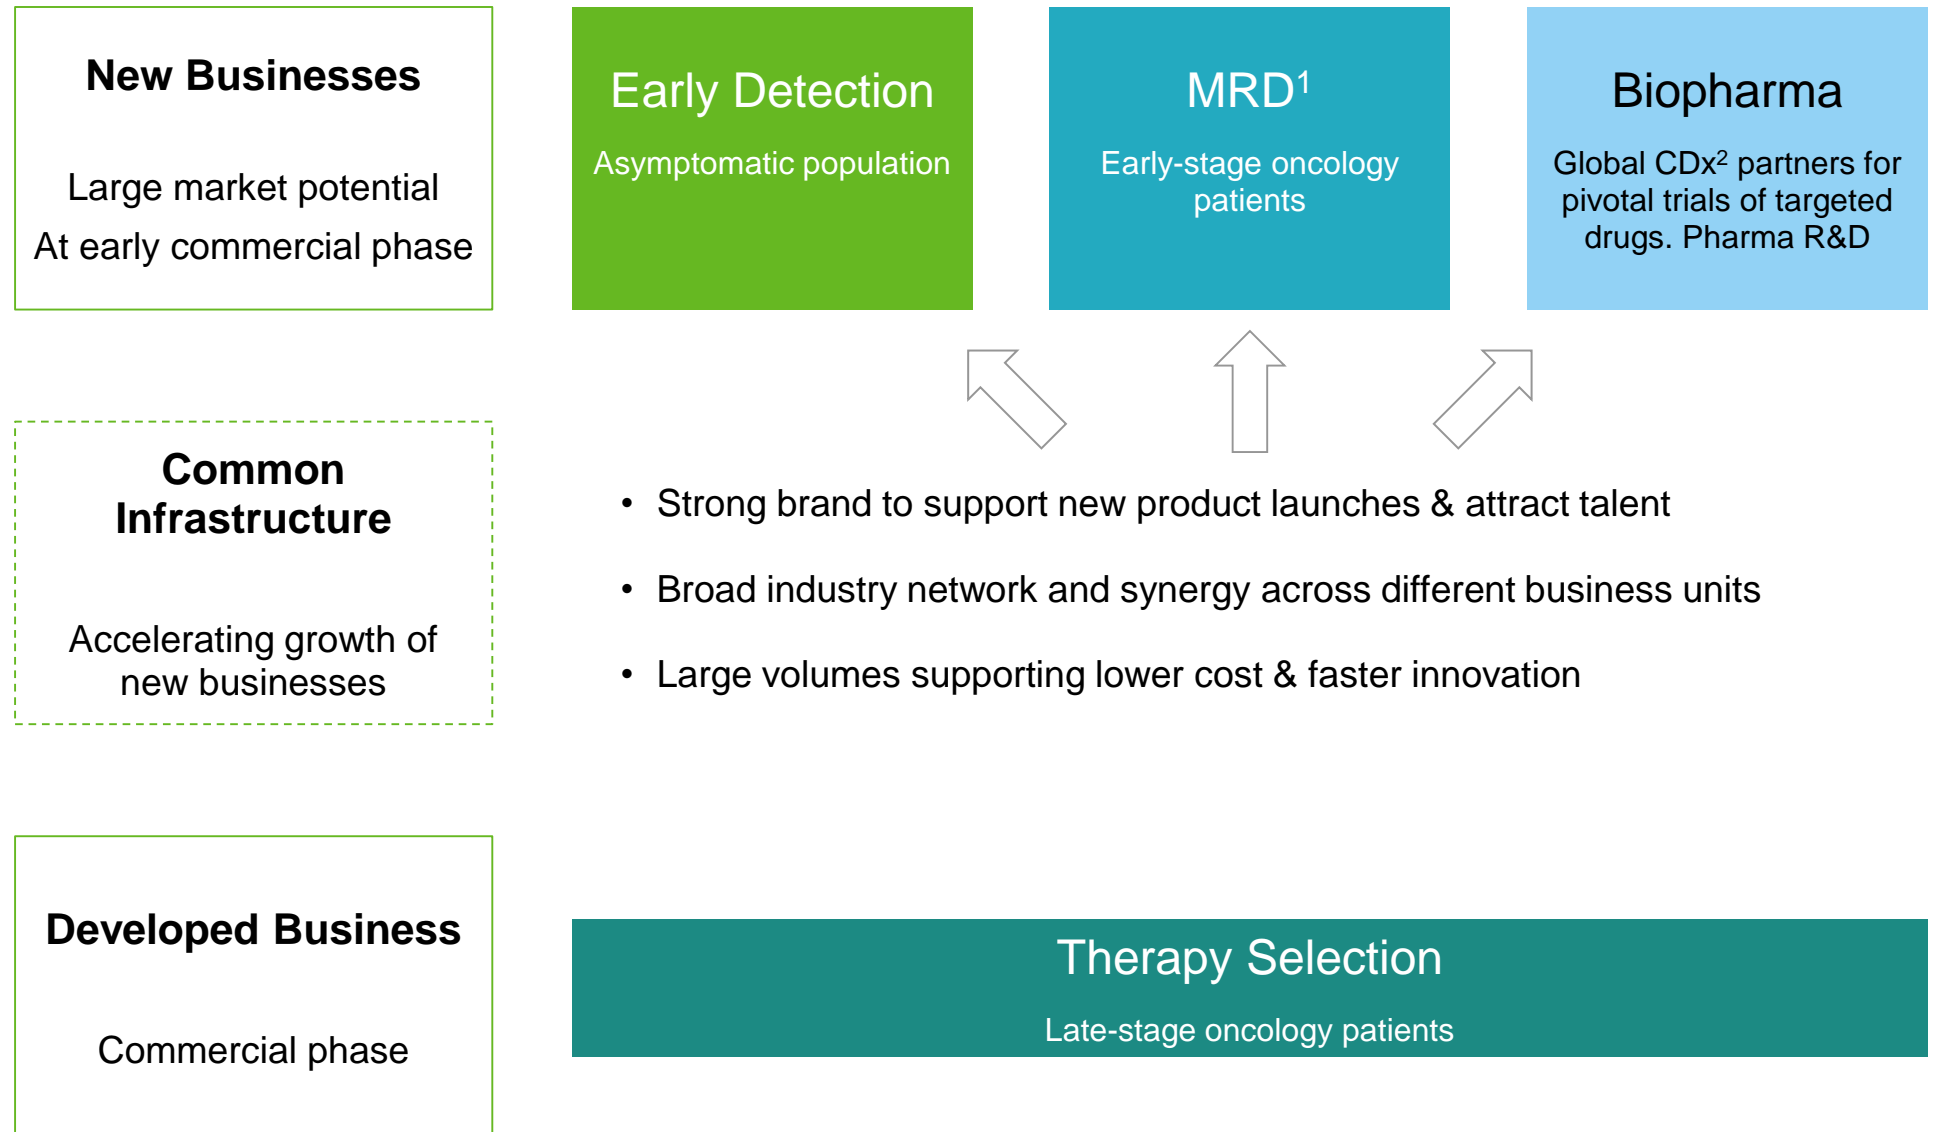 New Businesses
Large market potential
At early commercial phase
Early Detection
Asymptomatic population
MRD¹
Early-stage oncology
patients
Biopharma
Global CDx² partners for
pivotal trials of targeted
drugs. Pharma R&D
Common
Infrastructure
Accelerating growth of
new businesses
• Strong brand to support new product launches & attract talent
• Broad industry network and synergy across different business units
• Large volumes supporting lower cost & faster innovation
Developed Business
Commercial phase
Therapy Selection
Late-stage oncology patients